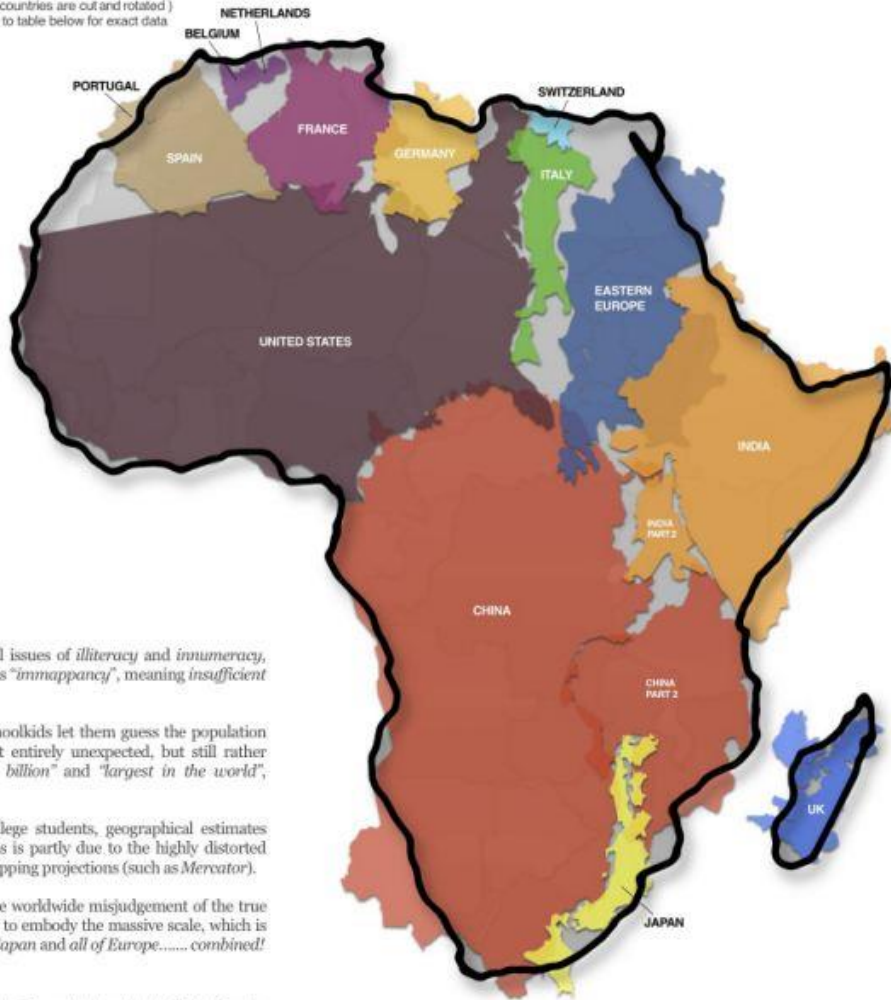 countries are cut and rotated )
to table below for exact data
NETHERLANDS
BELGIUM
PORTUGAL
SWITZERLAND
FRANCE
SPAIN
GERMANY
ITALY
EASTERN
EUROPE
UNITED STATES
INDIA
INDIA
PART 2
CHINA
CHINA
PART 2
UK
JAPAN
l issues of illiteracy and innumeracy,
s “immappancy”, meaning insufficient
oolkids let them guess the population
t entirely unexpected, but still rather
billion” and “largest in the world”,
lege students, geographical estimates
s is partly due to the highly distorted
pping projections (such as Mercator).
e worldwide misjudgement of the true
to embody the massive scale, which is
apan and all of Europe....... combined!